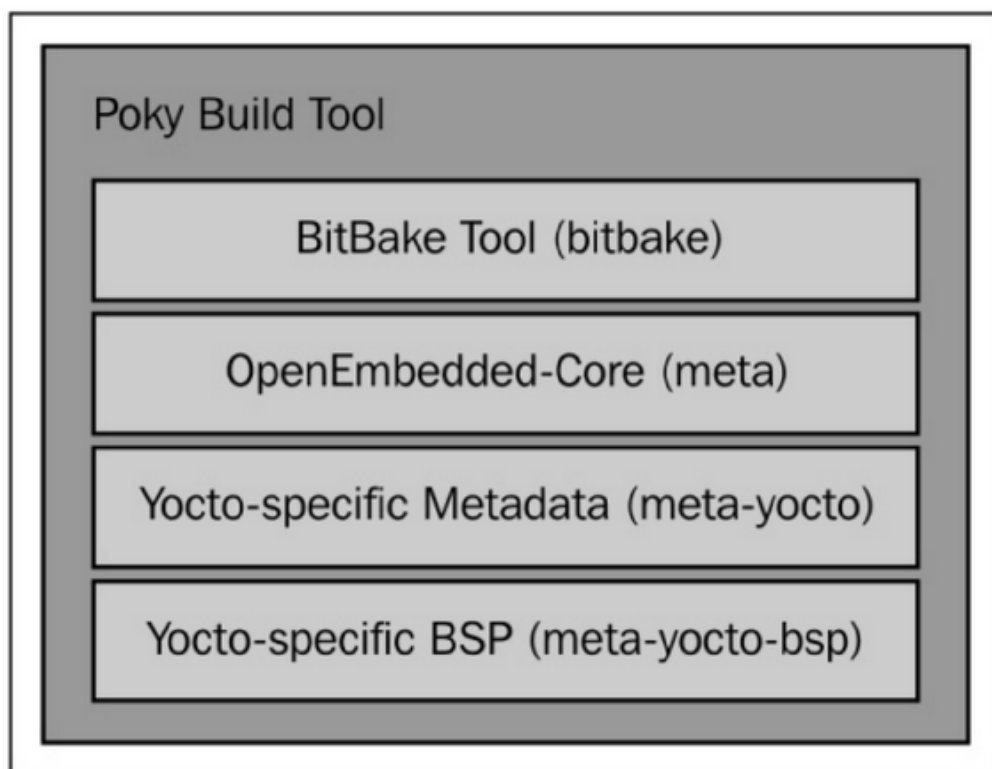 Poky Build Tool
BitBake Tool (bitbake)
OpenEmbedded-Core (meta)
Yocto-specific Metadata (meta-yocto)
Yocto-specific BSP (meta-yocto-bsp)